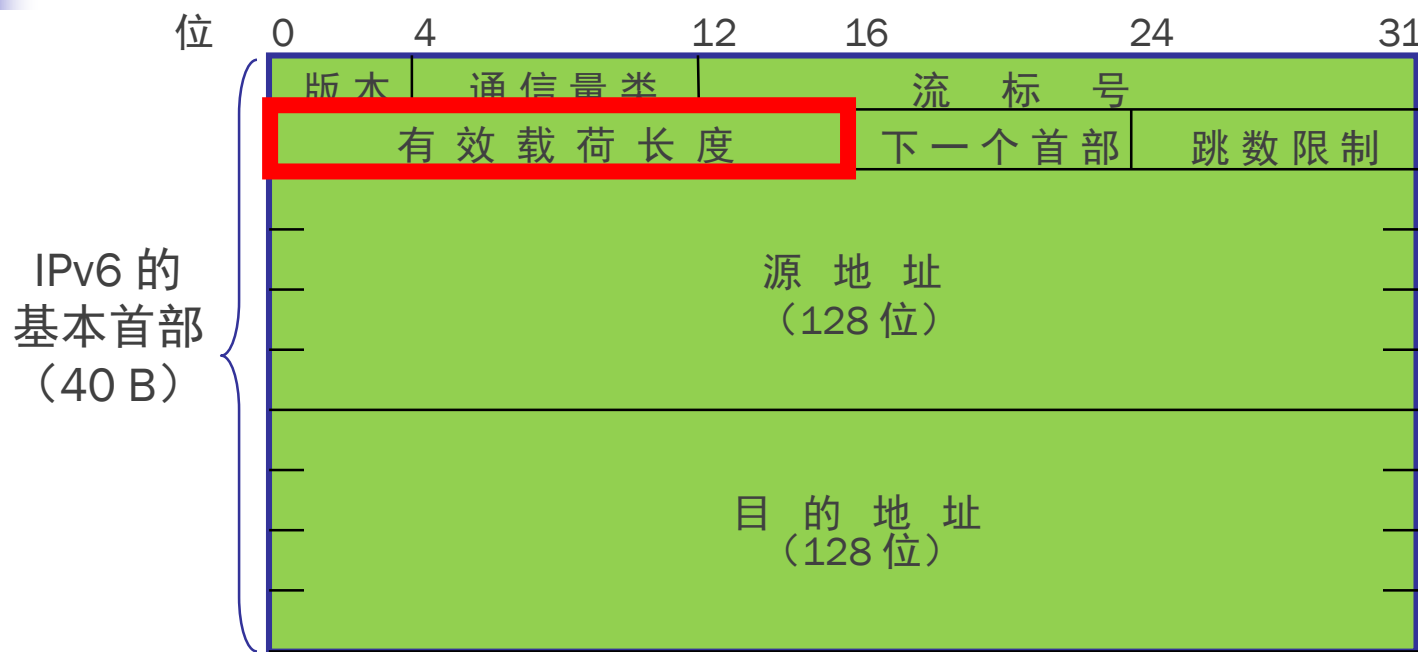 位 0 4 12 16 24 31
版 本 通 信 量 类 流 标 号
有 效 载 荷 长 度 下 一 个 首 部 跳 数 限 制
IPv6 的
基本首部
（40 B）
源 地 址
（128 位）
目 的 地 址
（128 位）